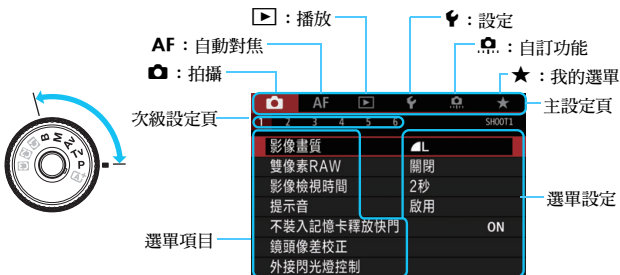 ▶：播放
設定
AF：自動對焦
：自訂功能
：拍攝
★：我的選單
AF
主設定頁
次級設定頁
1 2 3 4 5 6 SHOOT1
影像畫質 L
雙像素RAW 關閉
影像檢視時間 2秒
選單設定
提示音 啟用
不裝入記憶卡釋放快門 ON
選單項目
鏡頭像差校正
外接閃光燈控制
B M Av Tv P A+